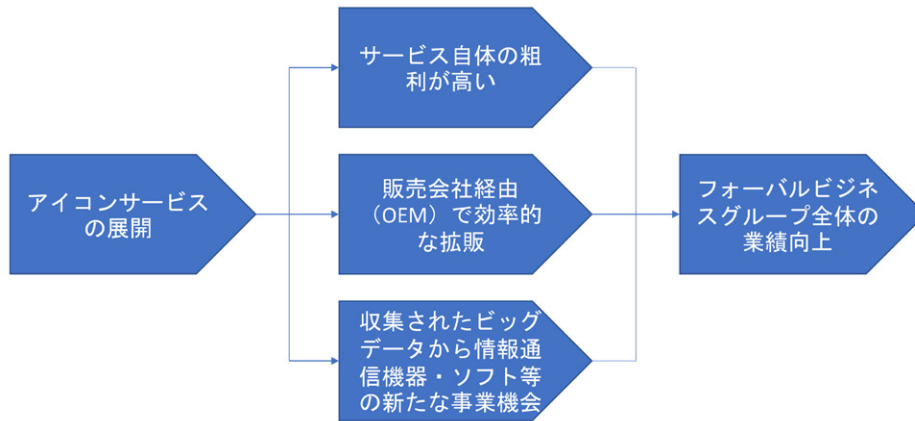 サービス自体の粗
利が高い
アイコンサービス
の展開
販売会社経由
（OEM）で効率的
な拡販
フォーバルビジネ
スグループ全体の
業績向上
収集されたビッグ
データから情報通
信機器・ソフト等
の新たな事業機会